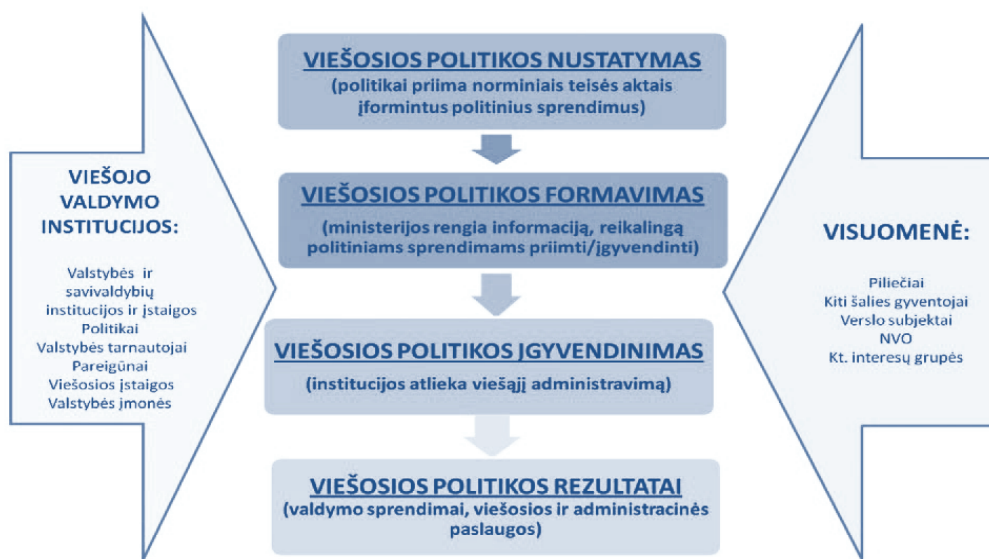 VIEŠOJO
VALDYMO
INSTITUCIJOS:
Valstybės ir
savivaldybių
institucijos ir įstaigos
Politikai
Valstybės tarnautojai
Pareigūnai
Viešosios įstaigos
Valstybės įmonės
VIEŠOSIOS POLITIKOS NUSTATYMAS
(politikai priima norminiais teisės aktais
įformintus politinius sprendimus)
VIEŠOSIOS POLITIKOS FORMAVIMAS
(ministerijos rengia informaciją, reikalingą
politiniams sprendimams priimti/įgyvendinti)
VIEŠOSIOS POLITIKOS ĮGYVENDINIMAS
(institucijos atlieka viešąjį administravimą)
VIEŠOSIOS POLITIKOS REZULTATAI
(valdymo sprendimai, viešosios ir administracinės
paslaugos)
VISUOMENĖ:
Piliečiai
Kiti šalies gyventojai
Verslo subjektai
NVO
Kt. interesų grupės